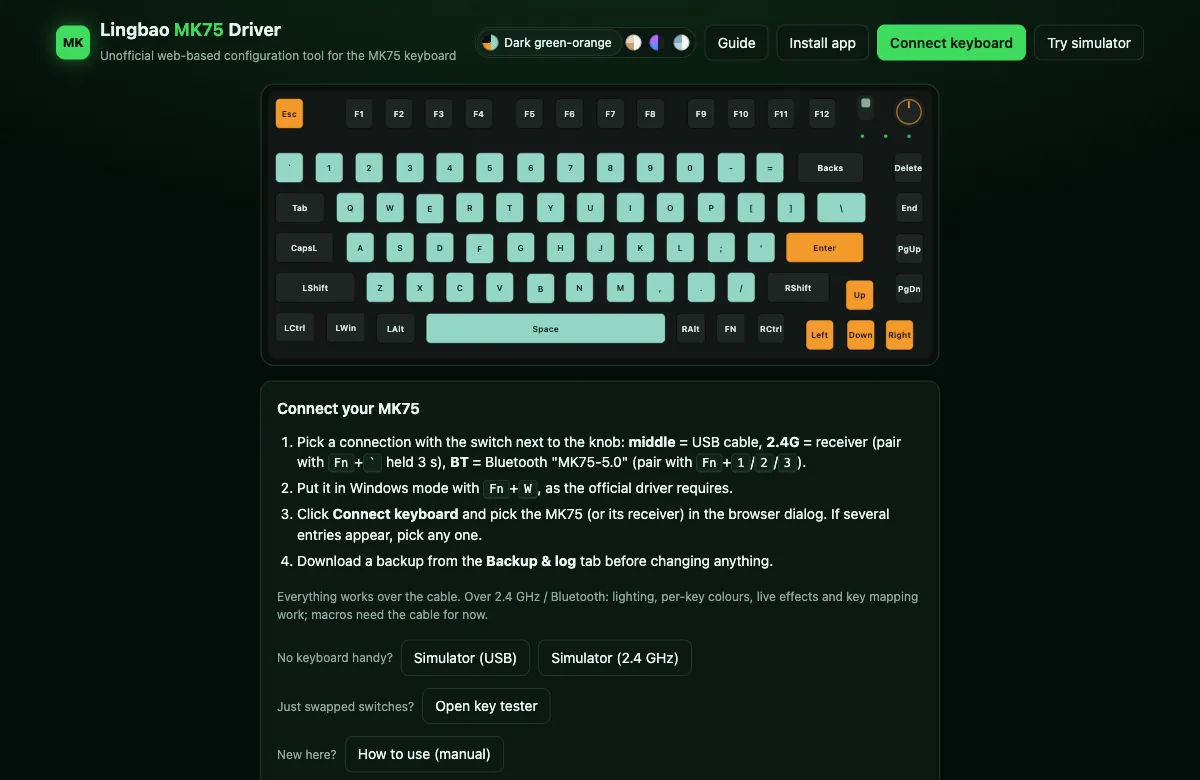 MK
Lingbao MK75 Driver
Unofficial web-based configuration tool for the MK75 keyboard
Dark green-orange
Guide
Install app
Connect keyboard
Try simulator
Esc F1 F2 F3 F4 F5 F6 F7 F8 F9 F10 F11 F12
` 1 2 3 4 5 6 7 8 9 0 - = Backs Delete
Tab Q W E R T Y U I O P [ ] \ End
CapsL A S D F G H J K L ; ' Enter PgUp
LShift Z X C V B N M , . / RShift Up PgDn
LCtrl LWin LAlt Space RAlt FN RCtrl Left Down Right
Connect your MK75
1. Pick a connection with the switch next to the knob: middle = USB cable, 2.4G = receiver (pair
with Fn + ` held 3 s), BT = Bluetooth "MK75-5.0" (pair with Fn + 1 / 2 / 3 ).
2. Put it in Windows mode with Fn + W , as the official driver requires.
3. Click Connect keyboard and pick the MK75 (or its receiver) in the browser dialog. If several
entries appear, pick any one.
4. Download a backup from the Backup & log tab before changing anything.
Everything works over the cable. Over 2.4 GHz / Bluetooth: lighting, per-key colours, live effects and key mapping
work; macros need the cable for now.
No keyboard handy? Simulator (USB) Simulator (2.4 GHz)
Just swapped switches? Open key tester
New here? How to use (manual)